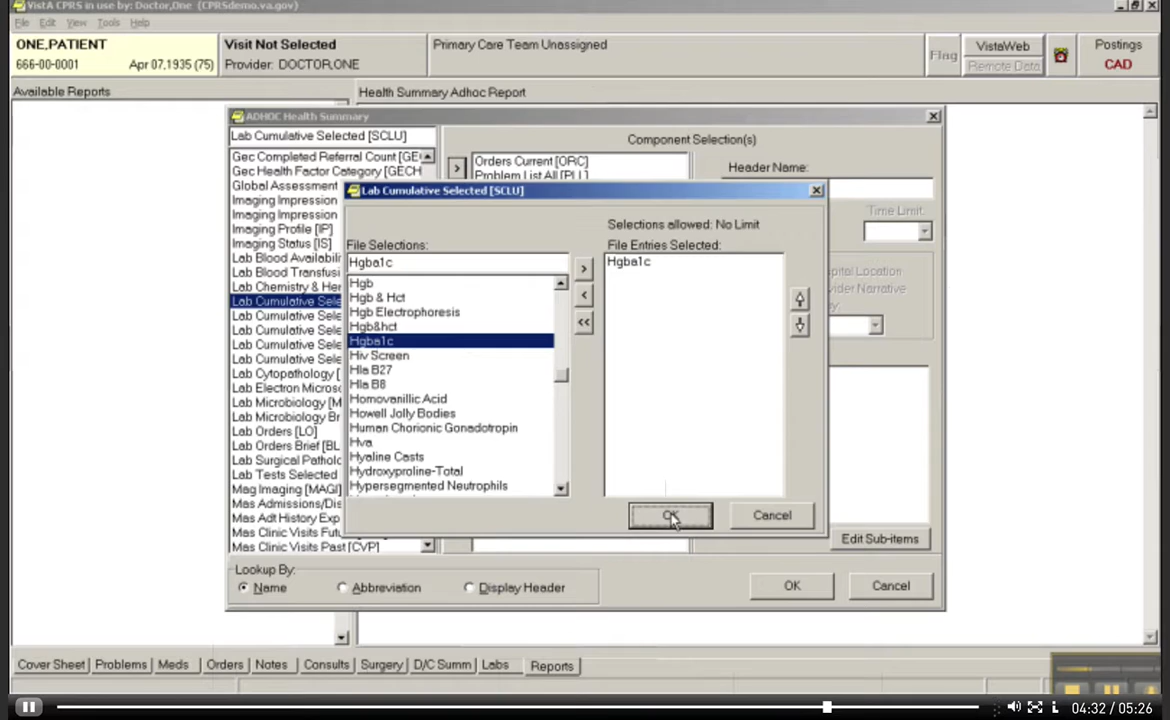 VistA CPRS in use by: Doctor,One (CPRSdemo.va.gov)
File Edit View Tools Help
ONE,PATIENT
666-00-0001 Apr 07,1935 (75)
Visit Not Selected
Provider: DOCTOR,ONE
Primary Care Team Unassigned
Flag
VistaWeb
Remote Data
Postings
CAD
Available Reports
Health Summary Adhoc Report
ADHOC Health Summary
Lab Cumulative Selected [SCLU]
Gec Completed Referral Count [GE
Gec Health Factor Category [GECH
Global Assessment
Imaging Impression
Imaging Impression
Imaging Profile [IP]
Imaging Status [IS]
Lab Blood Availabili
Lab Blood Transfusi
Lab Chemistry & He
Lab Cumulative Sele
Lab Cumulative Sele
Lab Cumulative Sele
Lab Cumulative Sele
Lab Cumulative Sele
Lab Cytopathology [
Lab Electron Microsc
Lab Microbiology [M
Lab Microbiology Br
Lab Orders [LO]
Lab Orders Brief [BL
Lab Surgical Patholo
Lab Tests Selected
Mag Imaging [MAGI]
Mas Admissions/Dis
Mas Adt History Exp
Mas Clinic Visits Futu
Mas Clinic Visits Past [CVP]
>
Component Selection(s)
Orders Current [ORC]
Problem List All [PLL]
Header Name:
Time Limit:
pital Location
vider Narrative
Lab Cumulative Selected [SCLU]
Selections allowed: No Limit
File Selections:
Hgba1c
Hgb
Hgb & Hct
Hgb Electrophoresis
Hgb&hct
Hgba1c
Hiv Screen
Hla B27
Hla B8
Homovanillic Acid
Howell Jolly Bodies
Human Chorionic Gonadotropin
Hva
Hyaline Casts
Hydroxyproline-Total
Hypersegmented Neutrophils
>
<
<<
File Entries Selected:
Hgba1c
OK
Cancel
Edit Sub-items
Lookup By:
Name Abbreviation Display Header
OK Cancel
Cover Sheet Problems Meds Orders Notes Consults Surgery D/C Summ Labs Reports
04:32 / 05:26